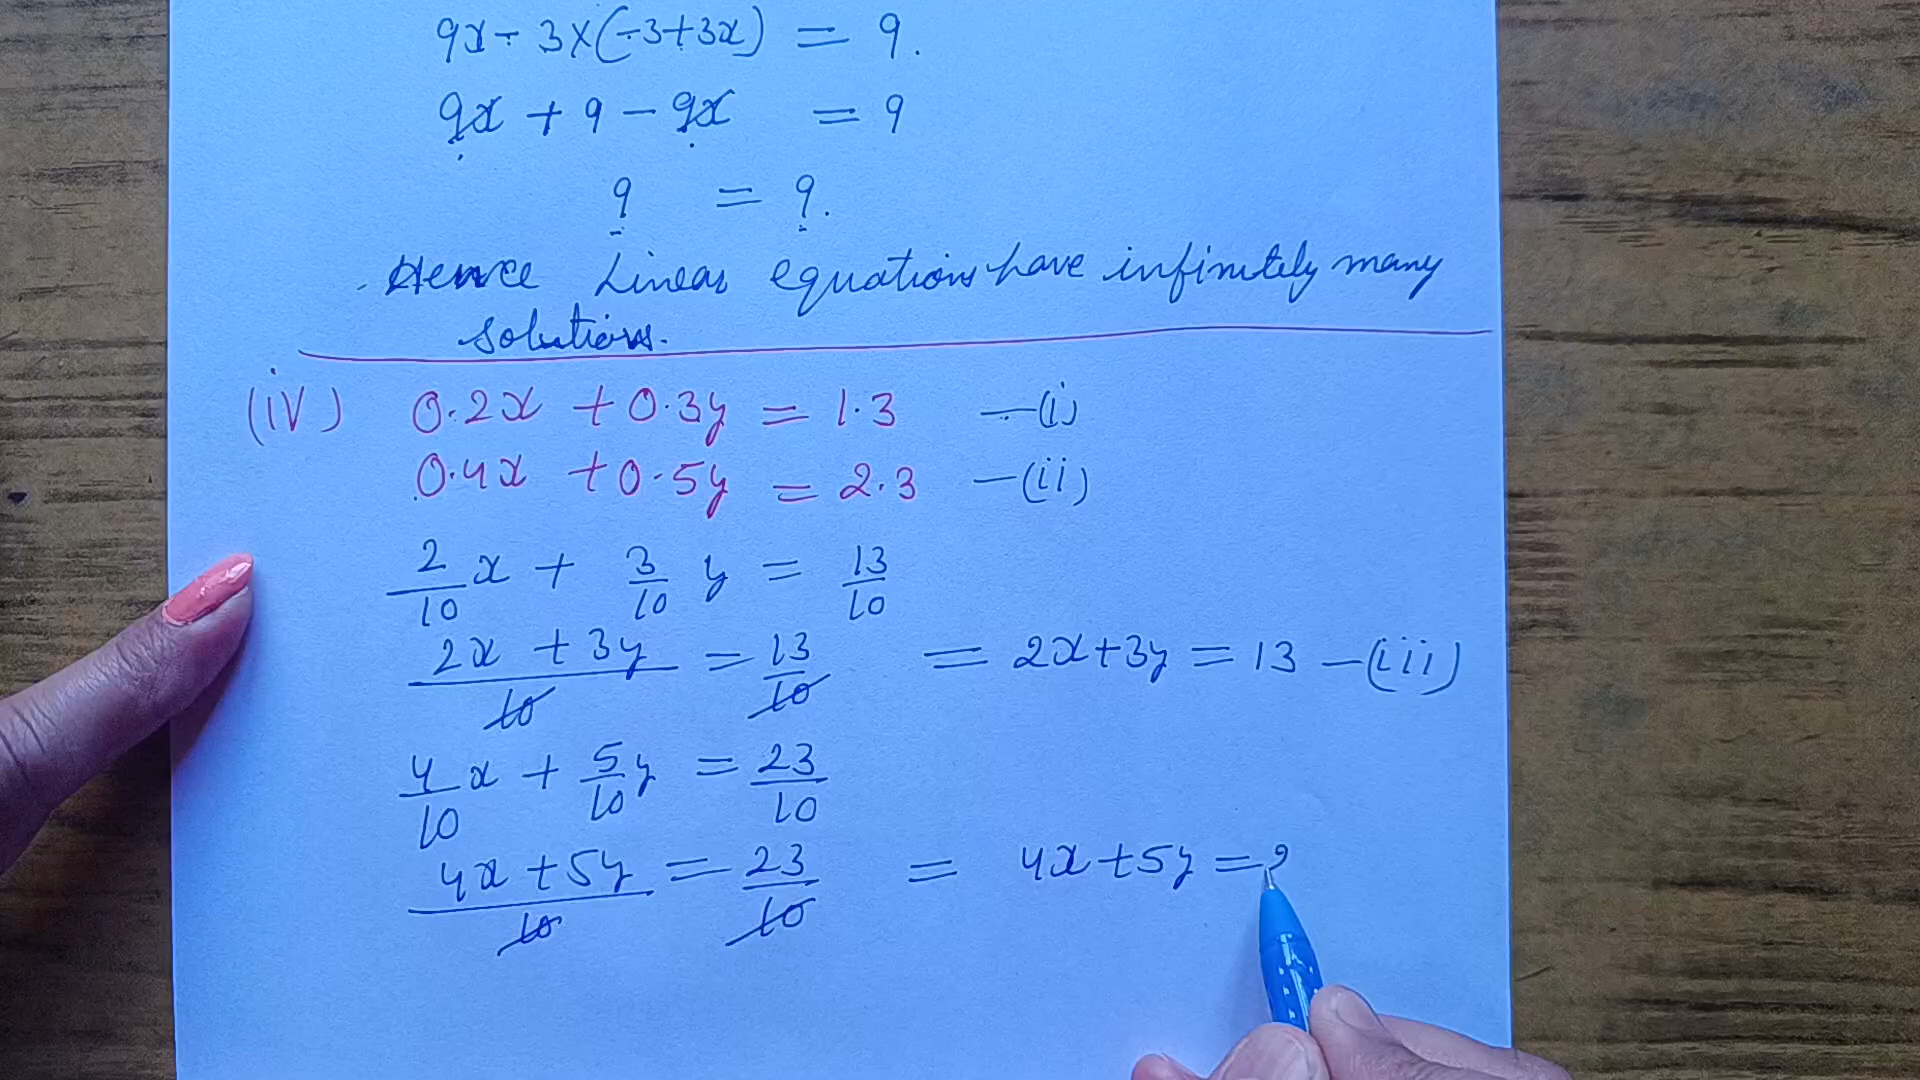 9x - 3×(-3+3x) = 9.
9x + 9 - 9x = 9
9 = 9.
Hence Linear equations have infinitely many
solutions.
(iv) 0.2x + 0.3y = 1.3 —(i)
0.4x + 0.5y = 2.3 —(ii)
2/10 x + 3/10 y = 13/10
2x + 3y/10 = 13/10 = 2x+3y = 13 —(iii)
4/10 x + 5/10 y = 23/10
4x + 5y/10 = 23/10 = 4x+5y = 2